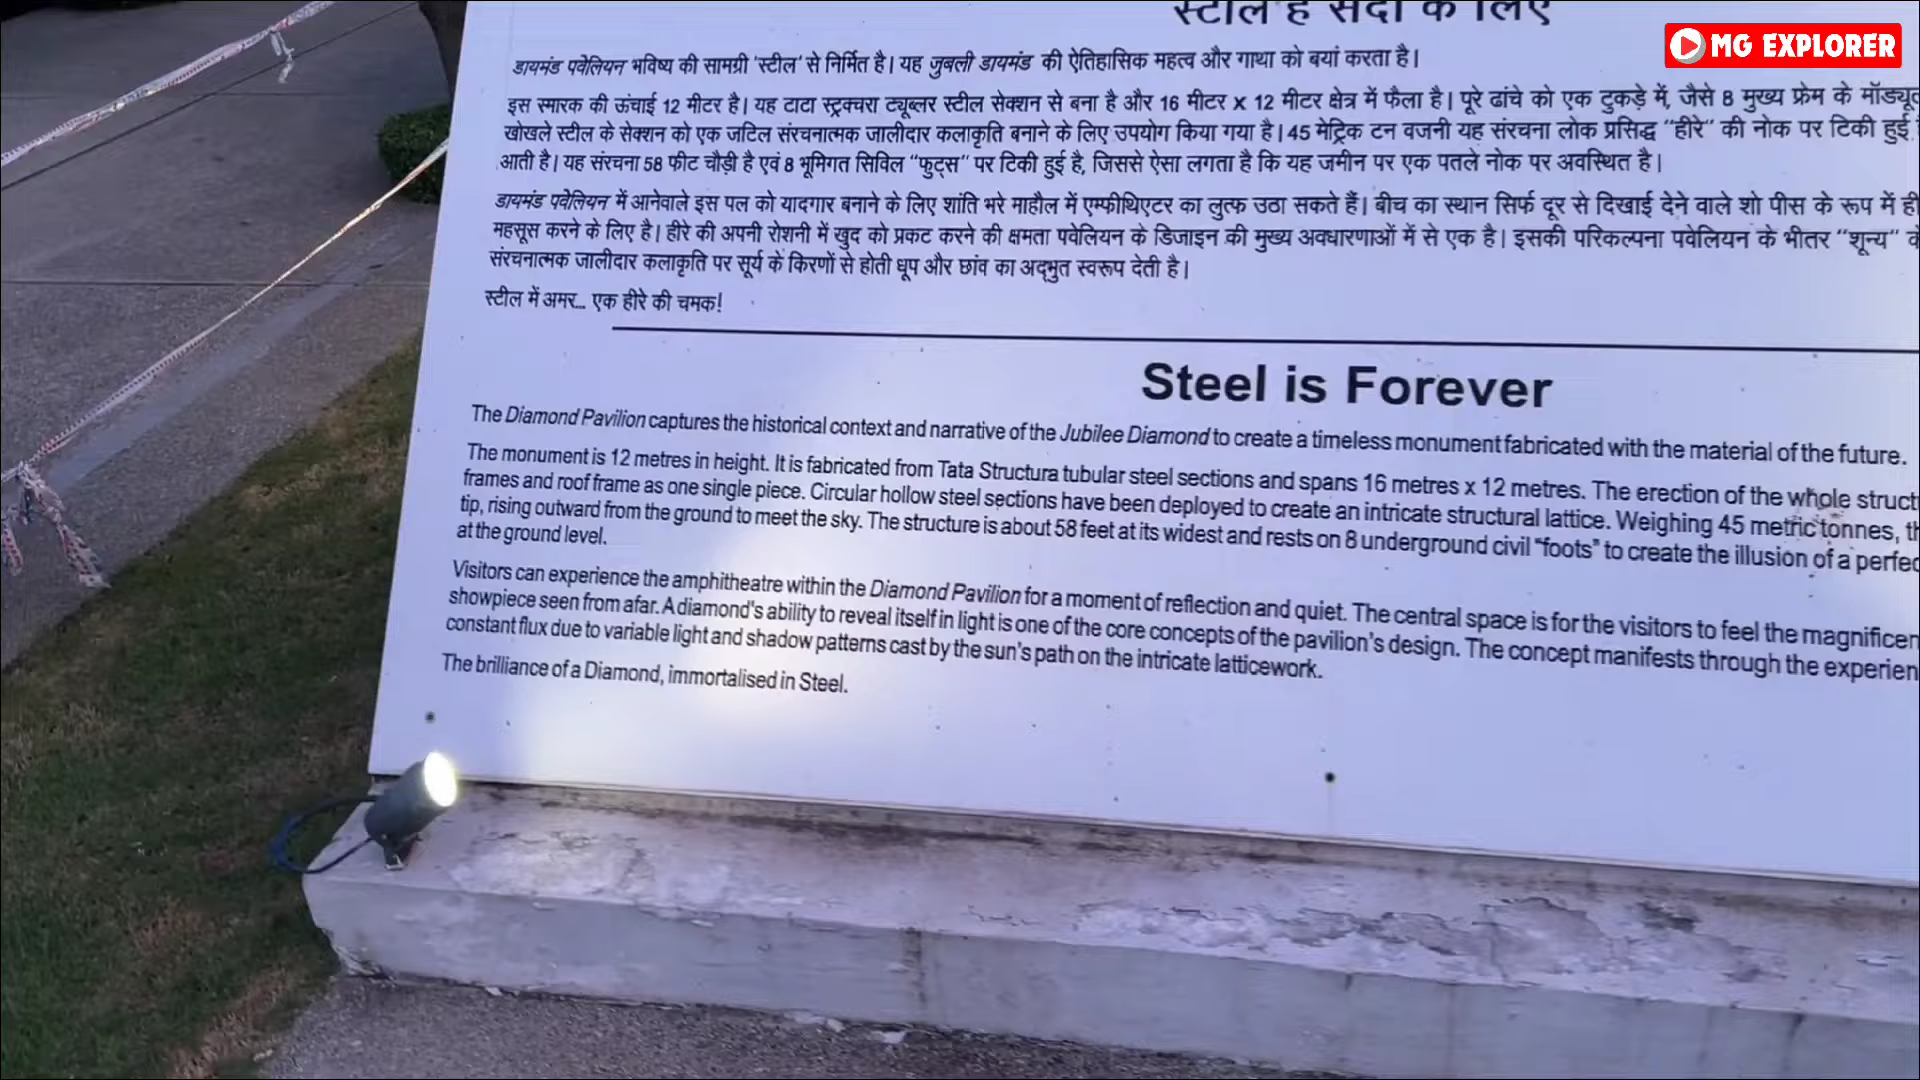 स्टील है सदा के लिए
MG EXPLORER
डायमंड पवेलियन भविष्य की सामग्री 'स्टील' से निर्मित है। यह जुबली डायमंड की ऐतिहासिक महत्व और गाथा को बयां करता है।
इस स्मारक की ऊंचाई 12 मीटर है। यह टाटा स्ट्रक्चरा ट्यूब्लर स्टील सेक्शन से बना है और 16 मीटर x 12 मीटर क्षेत्र में फैला है। पूरे ढांचे को एक टुकड़े में, जैसे 8 मुख्य फ्रेम के
खोखले स्टील के सेक्शन को एक जटिल संरचनात्मक जालीदार कलाकृति बनाने के लिए उपयोग किया गया है। 45 मेट्रिक टन वजनी यह संरचना लोक प्रसिद्ध "हीरे" की नोक पर टिकी हुई
आती है। यह संरचना 58 फीट चौड़ी है एवं 8 भूमिगत सिविल "फुट्स" पर टिकी हुई है, जिससे ऐसा लगता है कि यह जमीन पर एक पतले नोक पर अवस्थित है।
डायमंड पवेलियन में आनेवाले इस पल को यादगार बनाने के लिए शांति भरे माहौल में एम्फीथिएटर का लुत्फ उठा सकते हैं। बीच का स्थान सिर्फ दूर से दिखाई देने वाले शो पीस के रूप में
महसूस करने के लिए है। हीरे की अपनी रोशनी में खुद को प्रकट करने की क्षमता पवेलियन के डिजाइन की मुख्य अवधारणाओं में से एक है। इसकी परिकल्पना पवेलियन के भीतर "शून्य"
संरचनात्मक जालीदार कलाकृति पर सूर्य के किरणों से होती धूप और छांव का अद्भुत स्वरूप देती है।
स्टील में अमर... एक हीरे की चमक!
Steel is Forever
The Diamond Pavilion captures the historical context and narrative of the Jubilee Diamond to create a timeless monument fabricated with the material of the future.
The monument is 12 metres in height. It is fabricated from Tata Structura tubular steel sections and spans 16 metres x 12 metres. The erection of the whole
frames and roof frame as one single piece. Circular hollow steel sections have been deployed to create an intricate structural lattice. Weighing 45 metric tonnes,
tip, rising outward from the ground to meet the sky. The structure is about 58 feet at its widest and rests on 8 underground civil "foots" to create the illusion of a
at the ground level.
Visitors can experience the amphitheatre within the Diamond Pavilion for a moment of reflection and quiet. The central space is for the visitors to feel the
showpiece seen from afar. A diamond's ability to reveal itself in light is one of the core concepts of the pavilion's design. The concept manifests through the
constant flux due to variable light and shadow patterns cast by the sun's path on the intricate latticework.
The brilliance of a Diamond, immortalised in Steel.